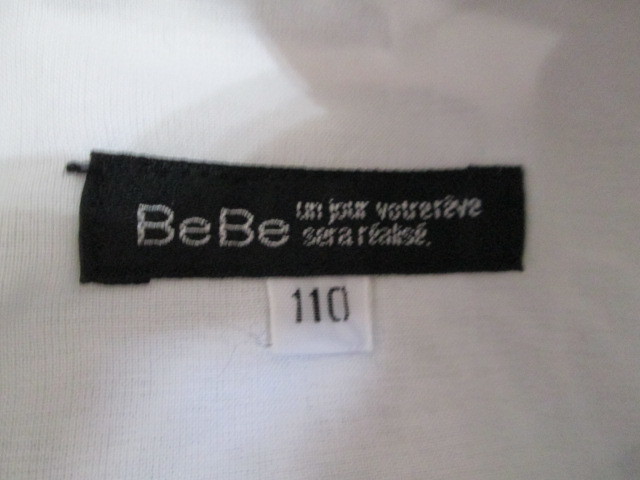 BeBe
un jour votre rêve
sera réalisé.
110